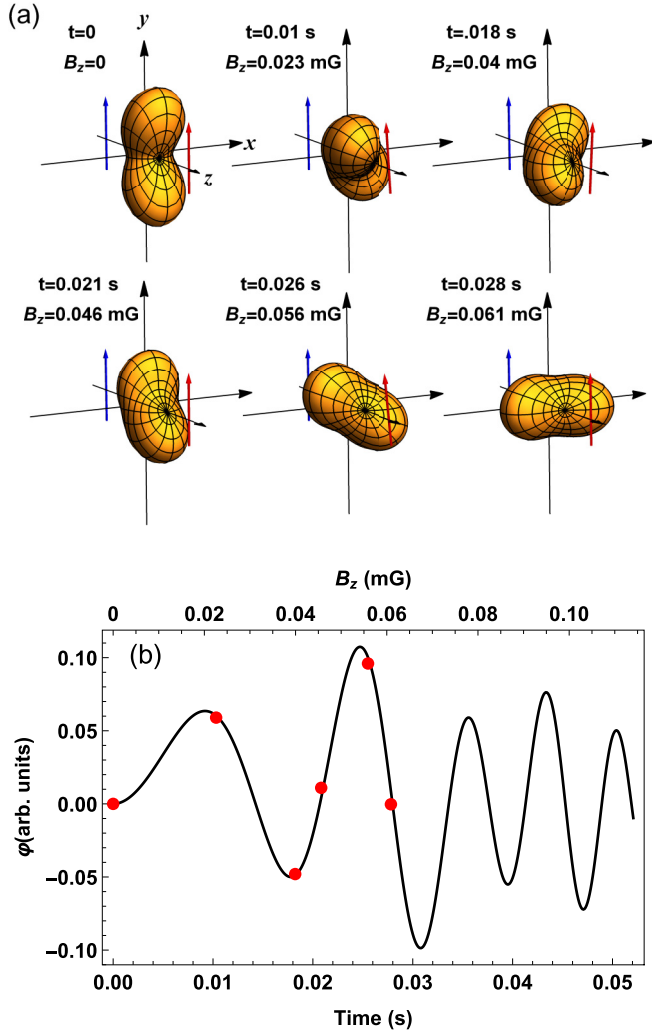 (a)
t=0
B_z=0
y
x
z
t=0.01 s
B_z=0.023 mG
t=.018 s
B_z=0.04 mG
t=0.021 s
B_z=0.046 mG
t=0.026 s
B_z=0.056 mG
t=0.028 s
B_z=0.061 mG
B_z (mG)
0 0.02 0.04 0.06 0.08 0.10
(b)
φ(arb. units)
0.10
0.05
0.00
−0.05
−0.10
0.00 0.01 0.02 0.03 0.04 0.05
Time (s)